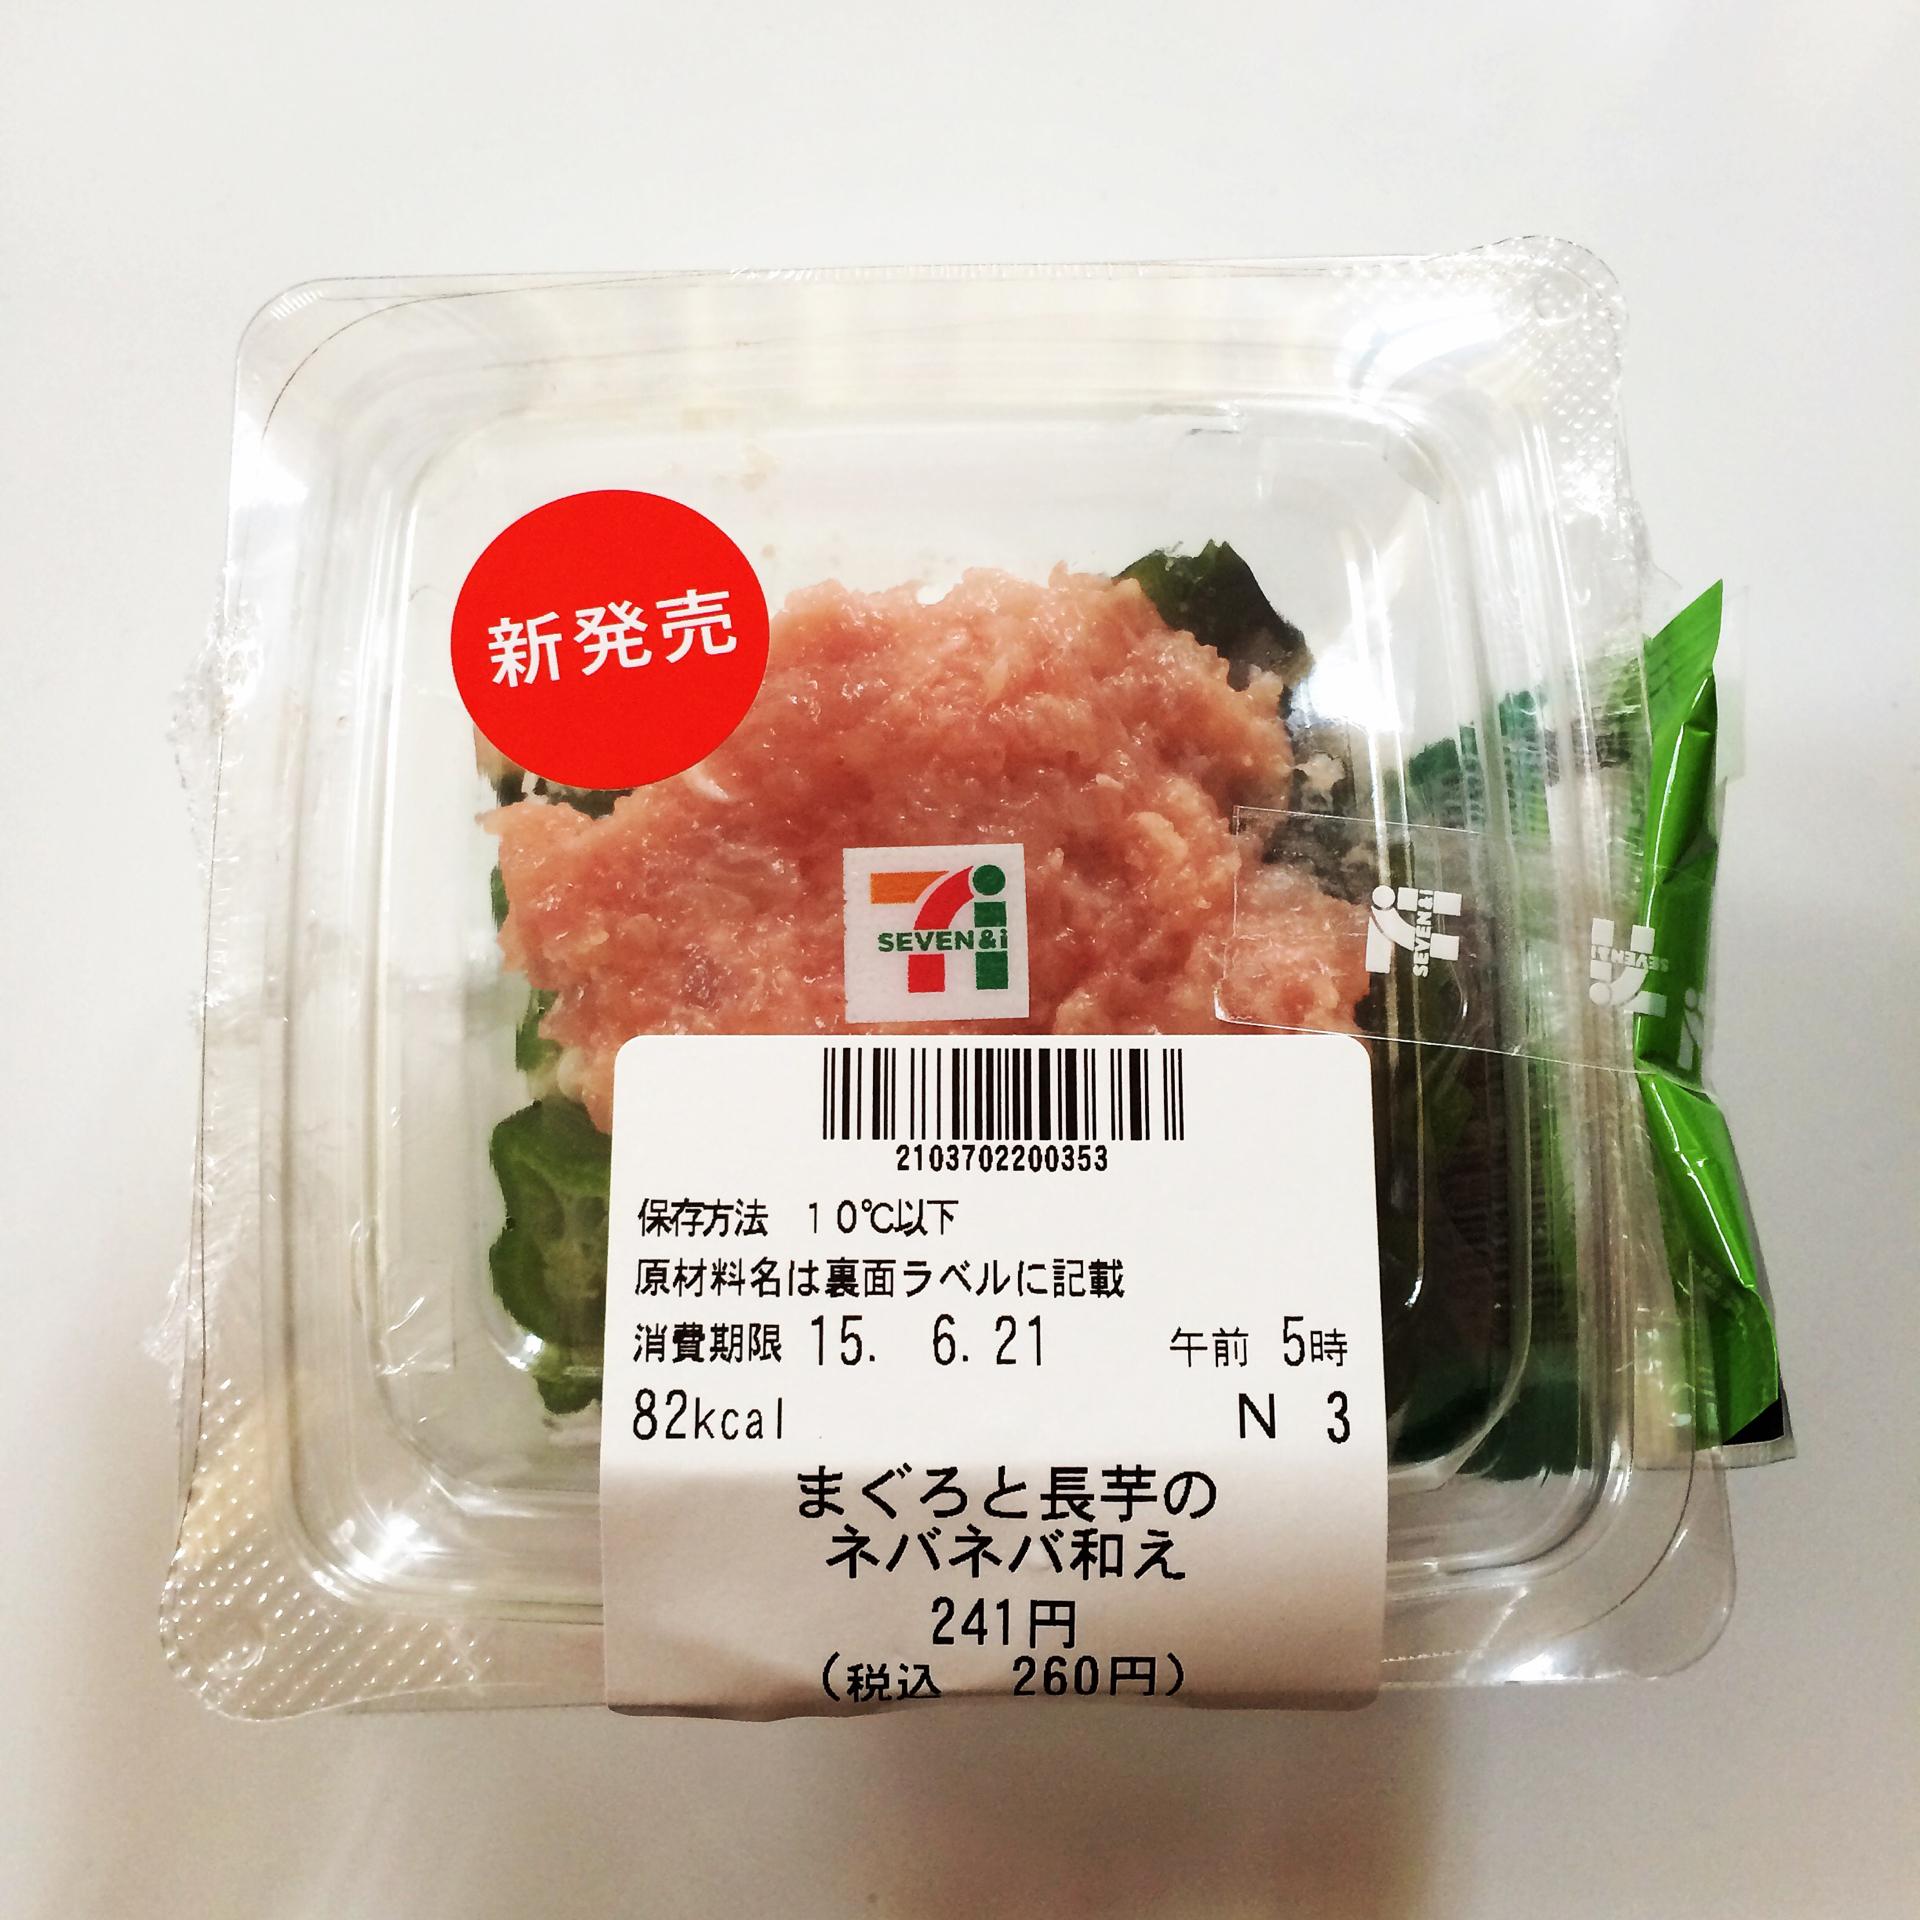 新発売
SEVEN&i
SEVEN&i
SEVEN&i
2103702200353
保存方法 10℃以下
原材料名は裏面ラベルに記載
消費期限 15. 6.21 午前 5時
82kcal N 3
まぐろと長芋の
ネバネバ和え
241円
(税込 260円)